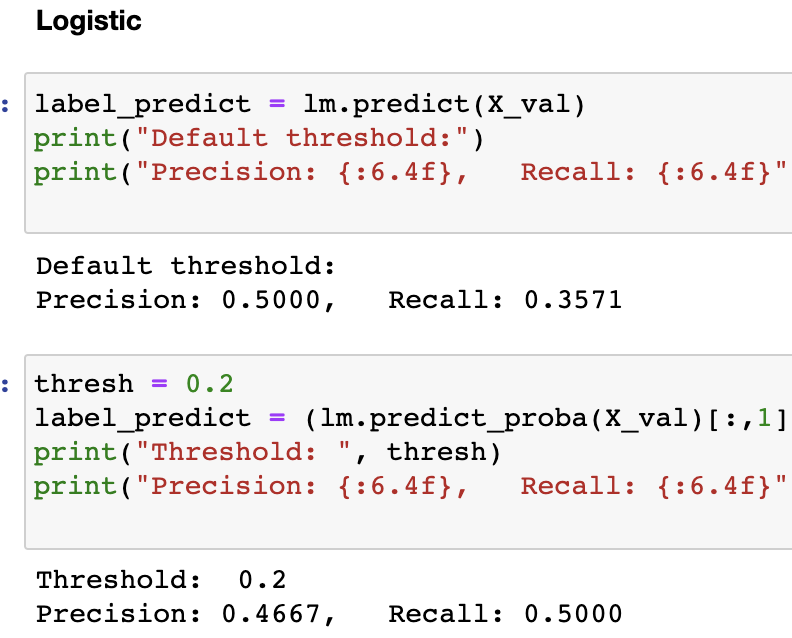 Logistic
: label_predict = lm.predict(X_val)
print("Default threshold:")
print("Precision: {:6.4f},   Recall: {:6.4f}"
Default threshold:
Precision: 0.5000,   Recall: 0.3571
: thresh = 0.2
label_predict = (lm.predict_proba(X_val)[:,1]
print("Threshold: ", thresh)
print("Precision: {:6.4f},   Recall: {:6.4f}"
Threshold:  0.2
Precision: 0.4667,   Recall: 0.5000